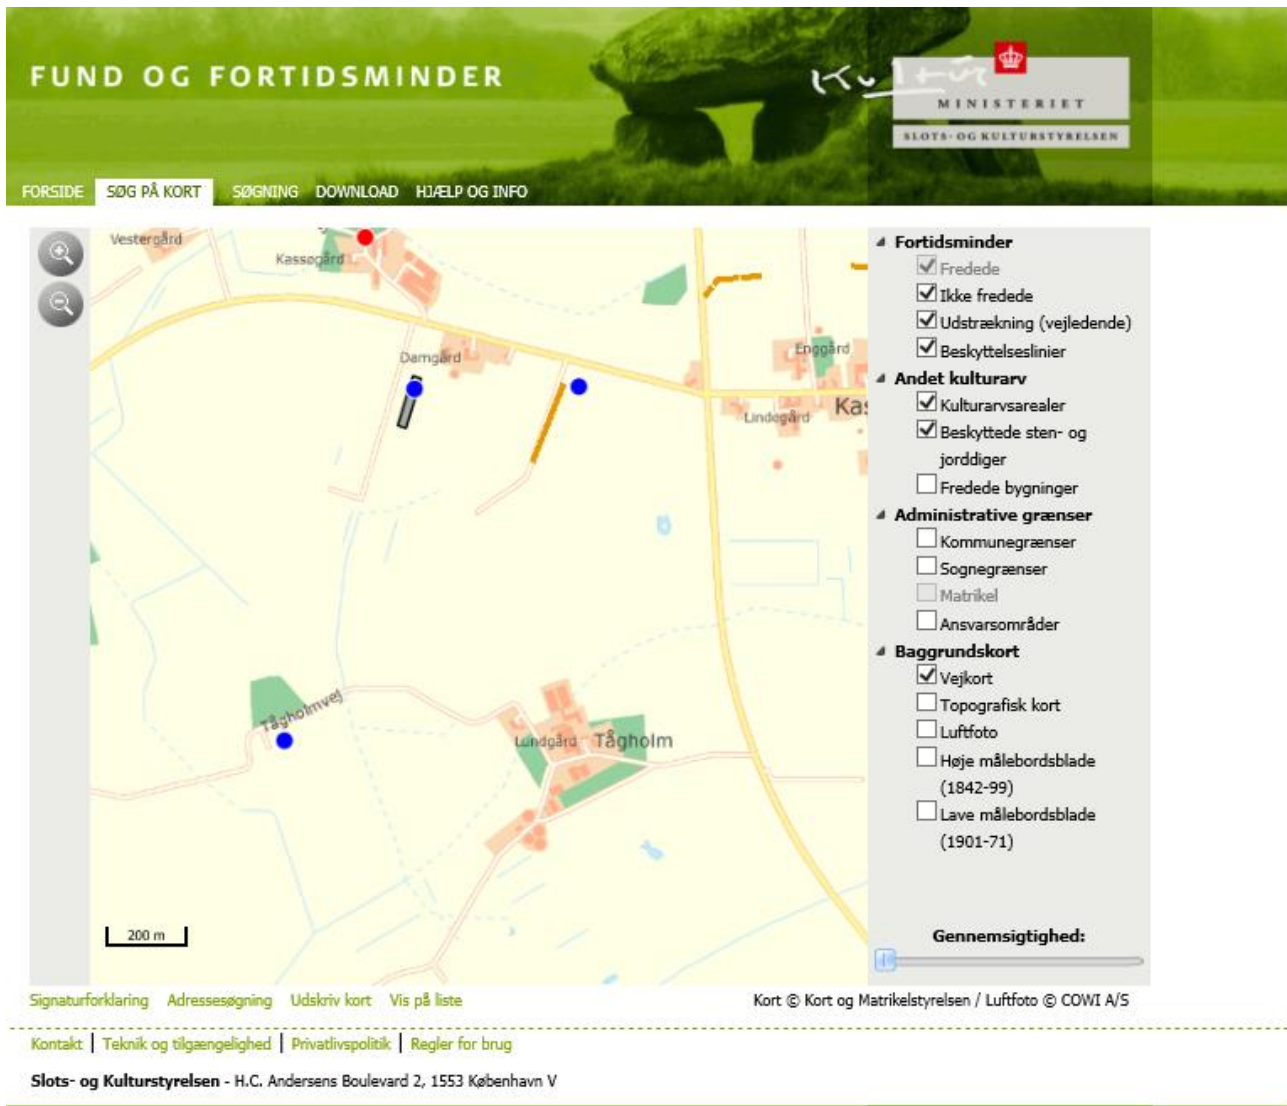 FUND OG FORTIDSMINDER
Kultur
MINISTERIET
SLOTS- OG KULTURSTYRELSEN
FORSIDE SØG PÅ KORT SØGNING DOWNLOAD HJÆLP OG INFO
Vestergård
Kassøgård
Damgård
Enggård
Lindegård
Kas
Tågholmvej
Lundgård
Tågholm
200 m
Fortidsminder
Fredede
Ikke fredede
Udstrækning (vejledende)
Beskyttelseslinier
Andet kulturarv
Kulturarvsarealer
Beskyttede sten- og
jorddiger
Fredede bygninger
Administrative grænser
Kommunegrænser
Sognegrænser
Matrikel
Ansvarsområder
Baggrundskort
Vejkort
Topografisk kort
Luftfoto
Høje målebordsblade
(1842-99)
Lave målebordsblade
(1901-71)
Gennemsigtighed:
Signaturforklaring Adressesøgning Udskriv kort Vis på liste
Kort © Kort og Matrikelstyrelsen / Luftfoto © COWI A/S
Kontakt | Teknik og tilgængelighed | Privatlivspolitik | Regler for brug
Slots- og Kulturstyrelsen - H.C. Andersens Boulevard 2, 1553 København V